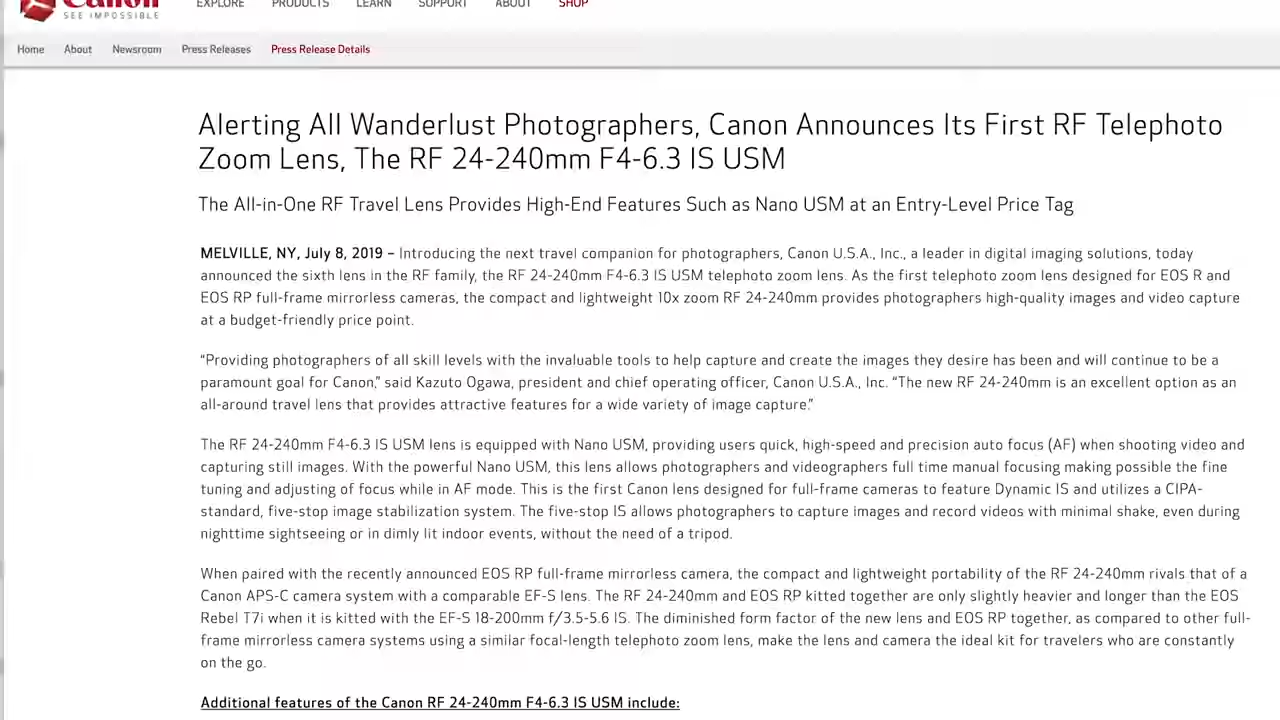 Canon
SEE IMPOSSIBLE
EXPLORE PRODUCTS LEARN SUPPORT ABOUT SHOP
Home About Newsroom Press Releases Press Release Details
Alerting All Wanderlust Photographers, Canon Announces Its First RF Telephoto
Zoom Lens, The RF 24-240mm F4-6.3 IS USM
The All-in-One RF Travel Lens Provides High-End Features Such as Nano USM at an Entry-Level Price Tag
MELVILLE, NY, July 8, 2019 – Introducing the next travel companion for photographers, Canon U.S.A., Inc., a leader in digital imaging solutions, today
announced the sixth lens in the RF family, the RF 24-240mm F4-6.3 IS USM telephoto zoom lens. As the first telephoto zoom lens designed for EOS R and
EOS RP full-frame mirrorless cameras, the compact and lightweight 10x zoom RF 24-240mm provides photographers high-quality images and video capture
at a budget-friendly price point.
“Providing photographers of all skill levels with the invaluable tools to help capture and create the images they desire has been and will continue to be a
paramount goal for Canon,” said Kazuto Ogawa, president and chief operating officer, Canon U.S.A., Inc. “The new RF 24-240mm is an excellent option as an
all-around travel lens that provides attractive features for a wide variety of image capture.”
The RF 24-240mm F4-6.3 IS USM lens is equipped with Nano USM, providing users quick, high-speed and precision auto focus (AF) when shooting video and
capturing still images. With the powerful Nano USM, this lens allows photographers and videographers full time manual focusing making possible the fine
tuning and adjusting of focus while in AF mode. This is the first Canon lens designed for full-frame cameras to feature Dynamic IS and utilizes a CIPA-
standard, five-stop image stabilization system. The five-stop IS allows photographers to capture images and record videos with minimal shake, even during
nighttime sightseeing or in dimly lit indoor events, without the need of a tripod.
When paired with the recently announced EOS RP full-frame mirrorless camera, the compact and lightweight portability of the RF 24-240mm rivals that of a
Canon APS-C camera system with a comparable EF-S lens. The RF 24-240mm and EOS RP kitted together are only slightly heavier and longer than the EOS
Rebel T7i when it is kitted with the EF-S 18-200mm f/3.5-5.6 IS. The diminished form factor of the new lens and EOS RP together, as compared to other full-
frame mirrorless camera systems using a similar focal-length telephoto zoom lens, make the lens and camera the ideal kit for travelers who are constantly
on the go.
Additional features of the Canon RF 24-240mm F4-6.3 IS USM include: